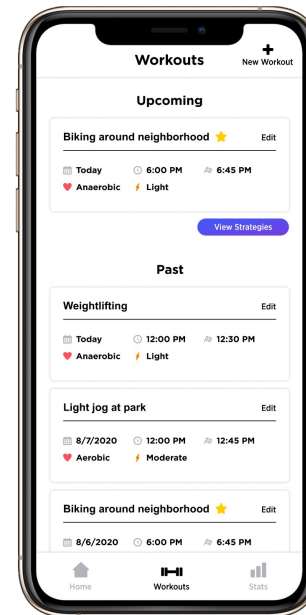 Workouts
New Workout
Upcoming
Biking around neighborhood
Edit
Today 6:00 PM 6:45 PM
Anaerobic Light
View Strategies
Past
Weightlifting
Edit
Today 12:00 PM 12:30 PM
Anaerobic Light
Light jog at park
Edit
8/7/2020 12:00 PM 12:45 PM
Aerobic Moderate
Biking around neighborhood
Edit
8/6/2020 6:00 PM 6:45 PM
Home Workouts Stats